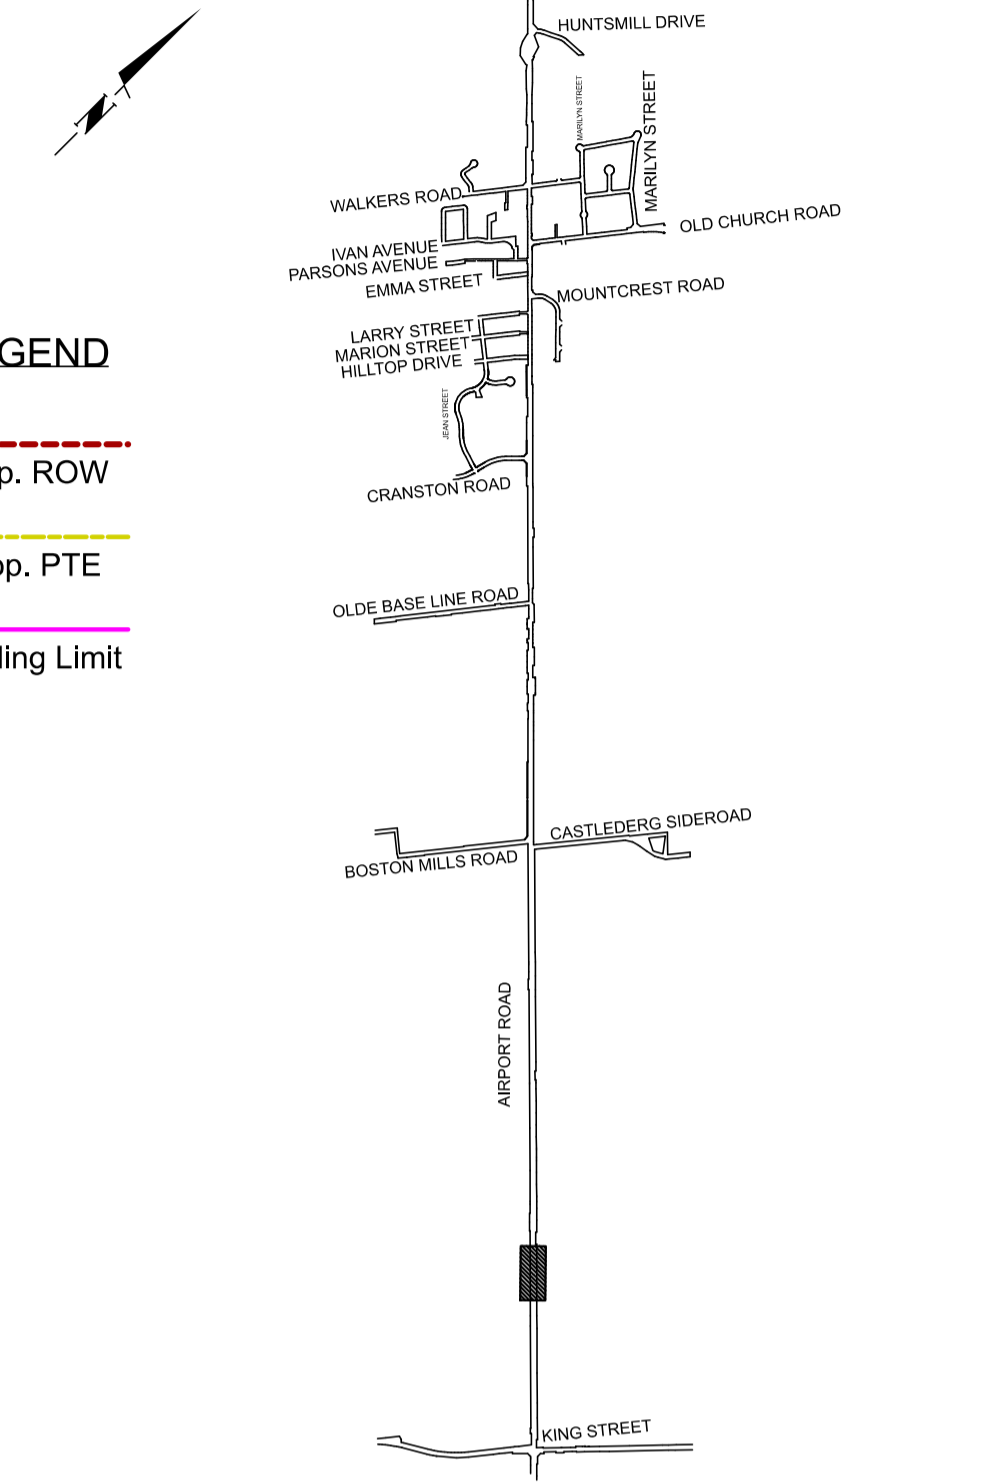 HUNTSMILL DRIVE
MARILYN STREET
MARILYN STREET
WALKERS ROAD
OLD CHURCH ROAD
IVAN AVENUE
PARSONS AVENUE
EMMA STREET
MOUNTCREST ROAD
LARRY STREET
MARION STREET
HILLTOP DRIVE
GEND
JEAN STREET
p. ROW
CRANSTON ROAD
op. PTE
OLDE BASE LINE ROAD
ling Limit
CASTLEDERG SIDEROAD
BOSTON MILLS ROAD
AIRPORT ROAD
KING STREET
N